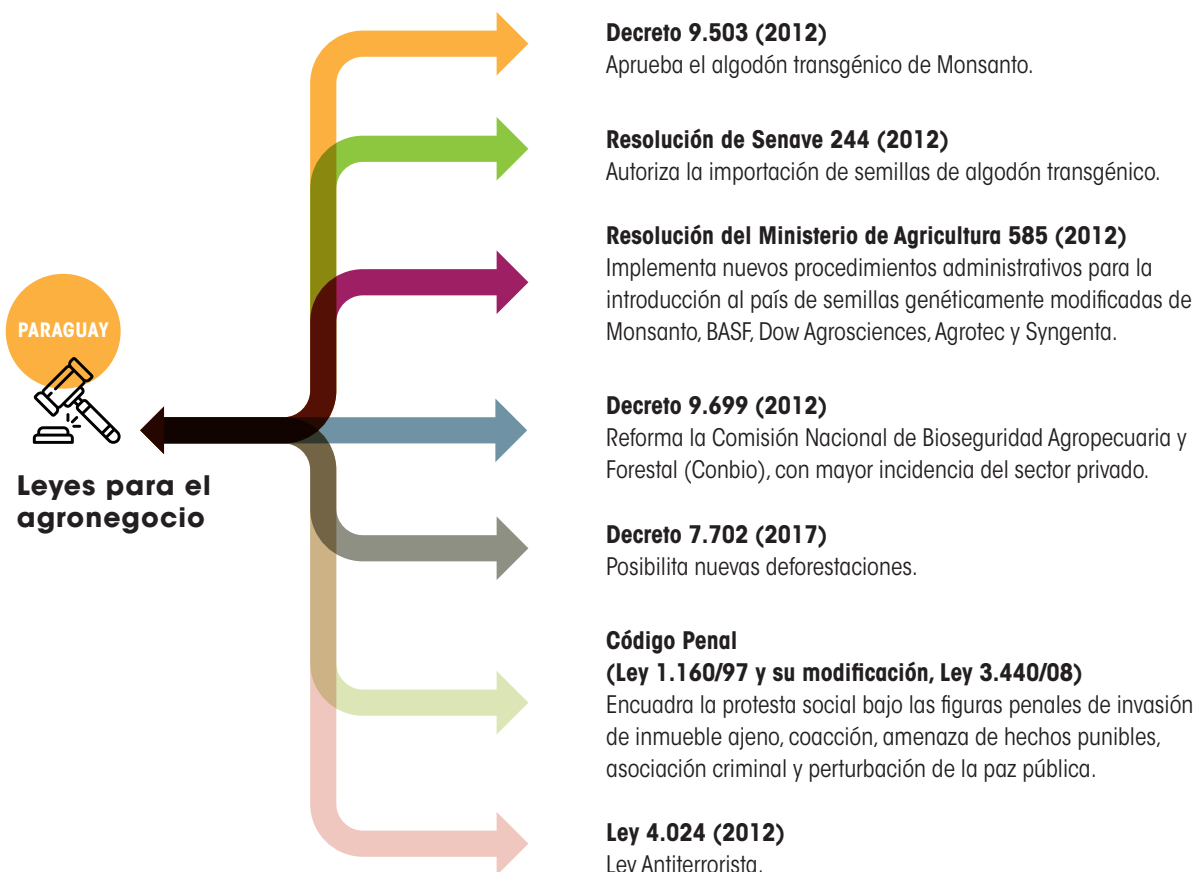 Decreto 9.503 (2012)
Aprueba el algodón transgénico de Monsanto.
Resolución de Senave 244 (2012)
Autoriza la importación de semillas de algodón transgénico.
Resolución del Ministerio de Agricultura 585 (2012)
Implementa nuevos procedimientos administrativos para la
introducción al país de semillas genéticamente modificadas de
Monsanto, BASF, Dow Agrosciences, Agrotec y Syngenta.
PARAGUAY
Leyes para el
agronegocio
Decreto 9.699 (2012)
Reforma la Comisión Nacional de Bioseguridad Agropecuaria y
Forestal (Conbio), con mayor incidencia del sector privado.
Decreto 7.702 (2017)
Posibilita nuevas deforestaciones.
Código Penal
(Ley 1.160/97 y su modificación, Ley 3.440/08)
Encuadra la protesta social bajo las figuras penales de invasión
de inmueble ajeno, coacción, amenaza de hechos punibles,
asociación criminal y perturbación de la paz pública.
Ley 4.024 (2012)
Ley Antiterrorista.